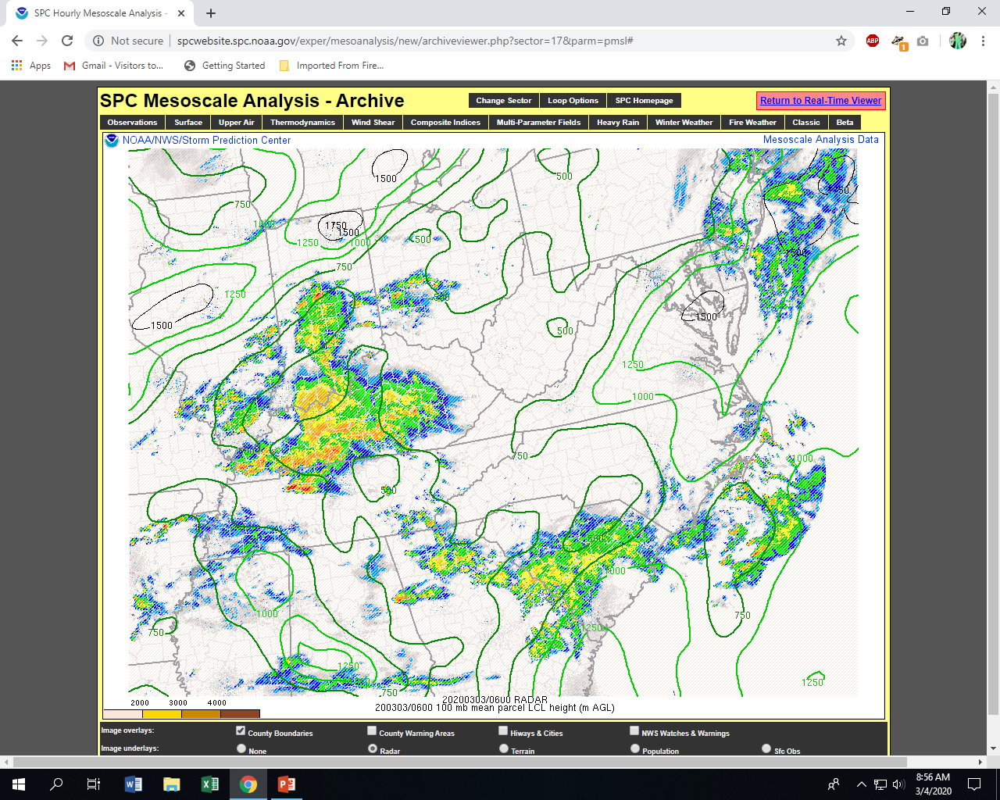 SPC Hourly Mesoscale Analysis -
Not secure | spcwebsite.spc.noaa.gov/exper/mesoanalysis/new/archiveviewer.php?sector=17&parm=pmsl#
ABP
1
Apps Gmail - Visitors to... Getting Started Imported From Fire...
SPC Mesoscale Analysis - Archive
Change Sector Loop Options SPC Homepage
Return to Real-Time Viewer
Observations Surface Upper Air Thermodynamics Wind Shear Composite Indices Multi-Parameter Fields Heavy Rain Winter Weather Fire Weather Classic Beta
NOAA/NWS/Storm Prediction Center
Mesoscale Analysis Data
1500
500
750
1750
1000
1750
1500
500
1250
1000
1500
750
1250
500
1500
1500
500
1250
1000
750
1000
500
1000
1000
750
1250
750
1250
1250
750
20200303/0600 RADAR
200303/0600 100 mb mean parcel LCL height (m AGL)
2000 3000 4000
Image overlays: County Boundaries County Warning Areas Hiways & Cities NWS Watches & Warnings
Image underlays: None Radar Terrain Population Sfc Obs
8:56 AM
3/4/2020